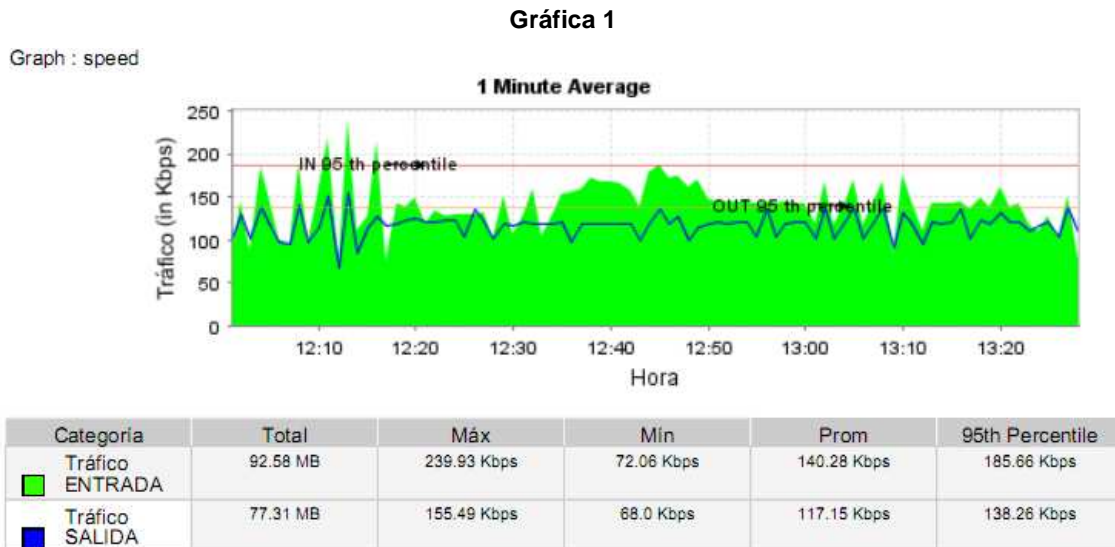 Gráfica 1
Graph : speed
1 Minute Average
Tráfico (in Kbps)
250
200
150
100
50
0
IN 95 th percentile
OUT 95 th percentile
12:10 12:20 12:30 12:40 12:50 13:00 13:10 13:20
Hora
Categoría Total Máx Mín Prom 95th Percentile
Tráfico ENTRADA 92.58 MB 239.93 Kbps 72.06 Kbps 140.28 Kbps 185.66 Kbps
Tráfico SALIDA 77.31 MB 155.49 Kbps 68.0 Kbps 117.15 Kbps 138.26 Kbps